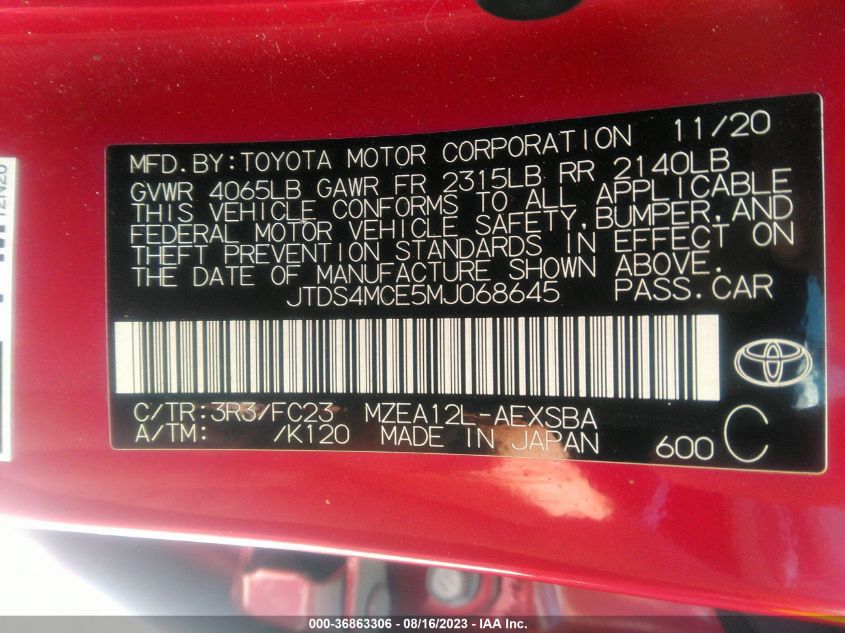 MFD.BY:TOYOTA MOTOR CORPORATION 11/20
GVWR 4065LB GAWR FR 2315LB RR 2140LB
THIS VEHICLE CONFORMS TO ALL APPLICABLE
FEDERAL MOTOR VEHICLE SAFETY,BUMPER,AND
THEFT PREVENTION STANDARDS IN EFFECT ON
THE DATE OF MANUFACTURE SHOWN ABOVE.
JTDS4MCE5MJ068645 PASS.CAR
C/TR:3R3/FC23 MZEA12L-AEXSBA
A/TM: /K120 MADE IN JAPAN 600 C
12N20
000-36863306 - 08/16/2023 - IAA Inc.